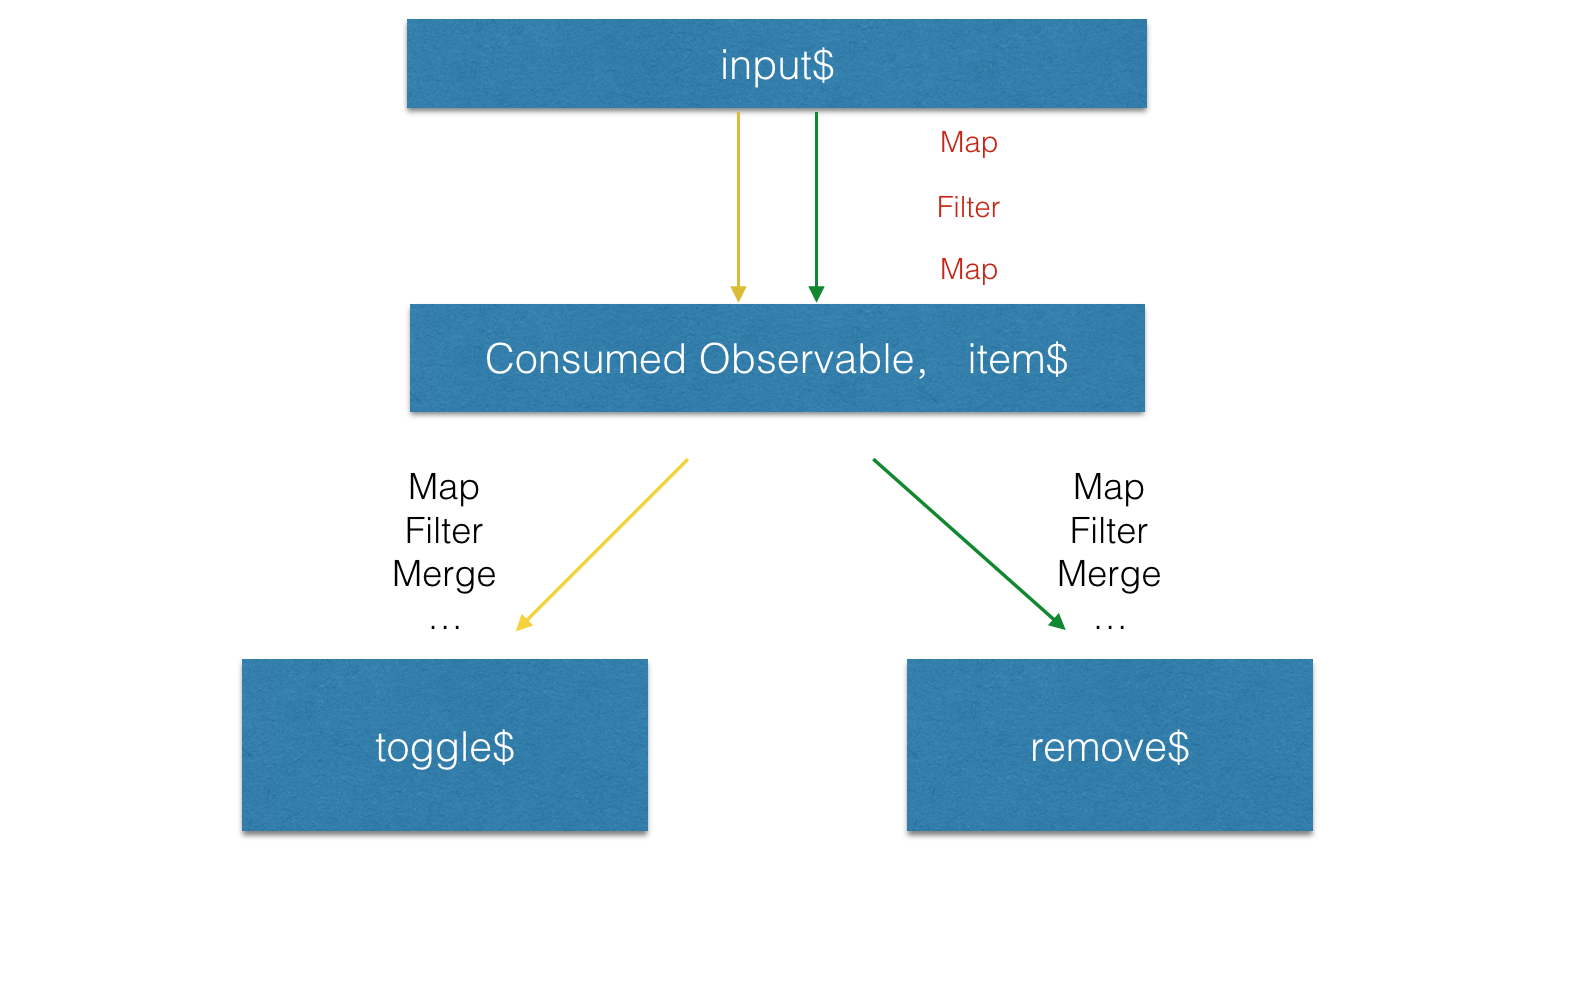 input$
Map
Filter
Map
Consumed Observable, item$
Map
Filter
Merge
...
Map
Filter
Merge
...
toggle$
remove$